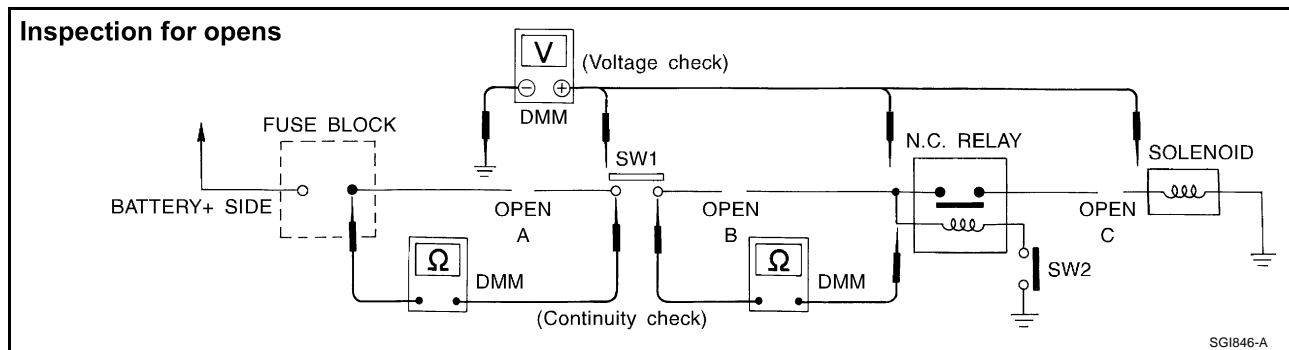 Inspection for opens
V
(Voltage check)
− +
DMM
FUSE BLOCK
N.C. RELAY
SW1
SOLENOID
BATTERY+ SIDE
OPEN
A
OPEN
B
OPEN
C
Ω
DMM
Ω
DMM
SW2
(Continuity check)
SGI846-A